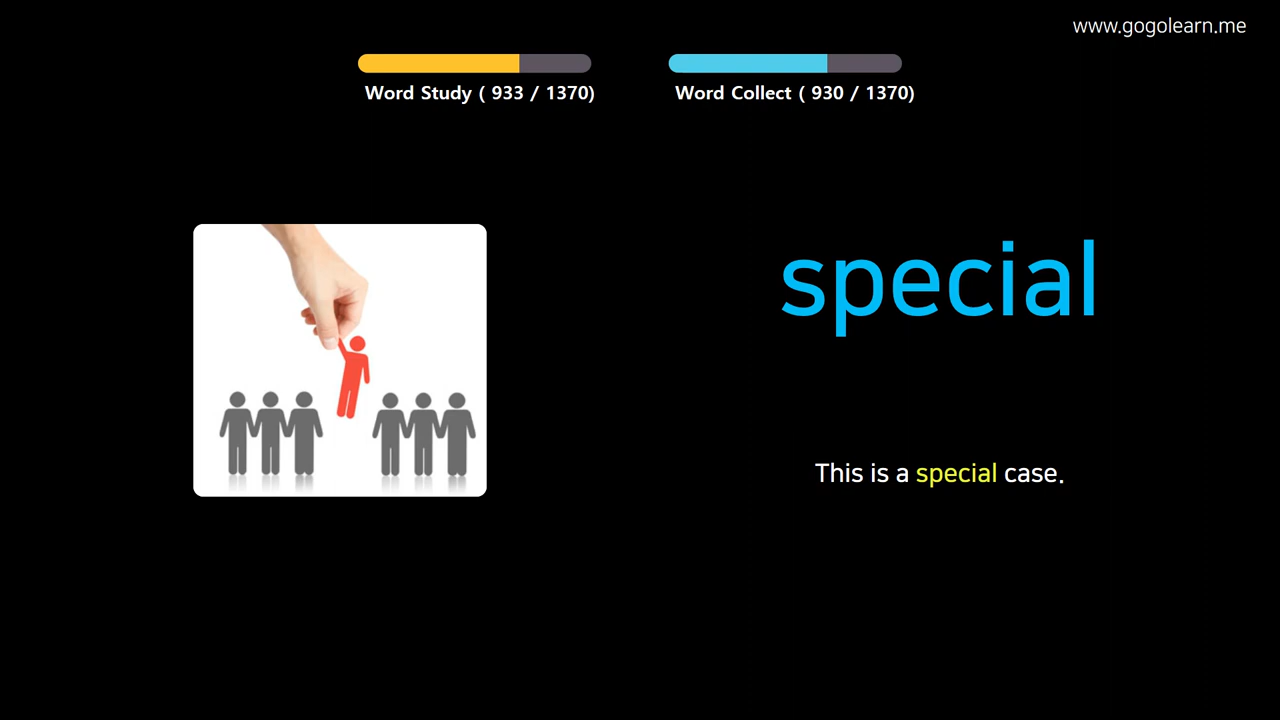 www.gogolearn.me
Word Study ( 933 / 1370)
Word Collect ( 930 / 1370)
special
This is a special case.